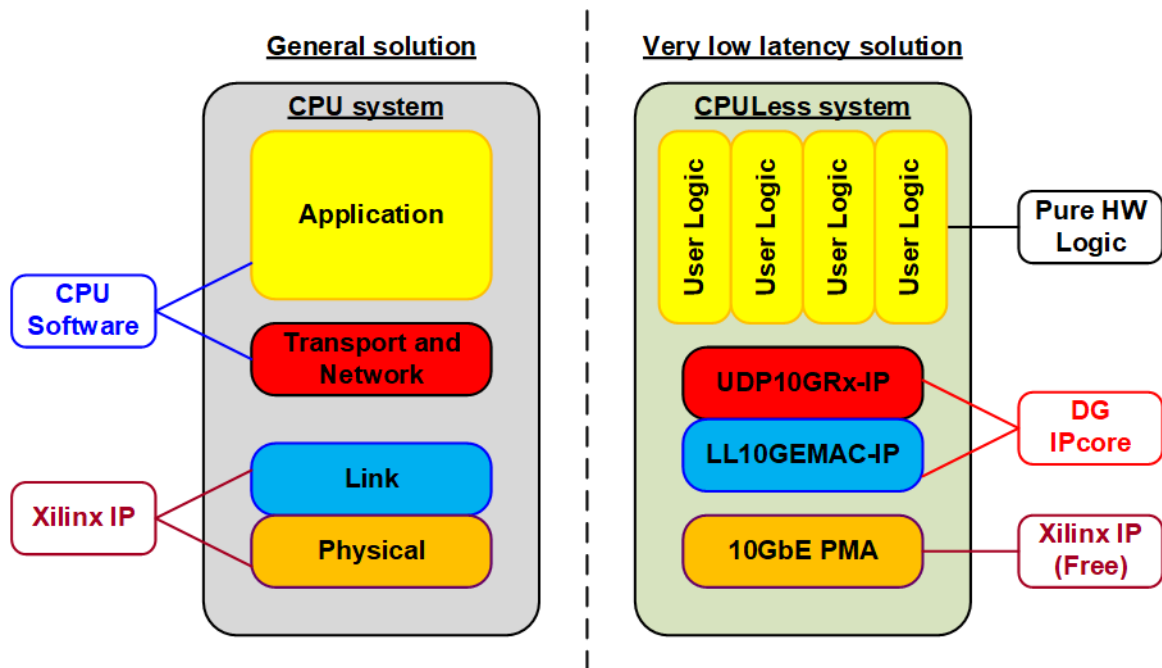 General solution
CPU system
Application
CPU
Software
Transport and
Network
Link
Xilinx IP
Physical
Very low latency solution
CPULess system
User Logic
User Logic
User Logic
User Logic
Pure HW
Logic
UDP10GRx-IP
DG
IPcore
LL10GEMAC-IP
10GbE PMA
Xilinx IP
(Free)